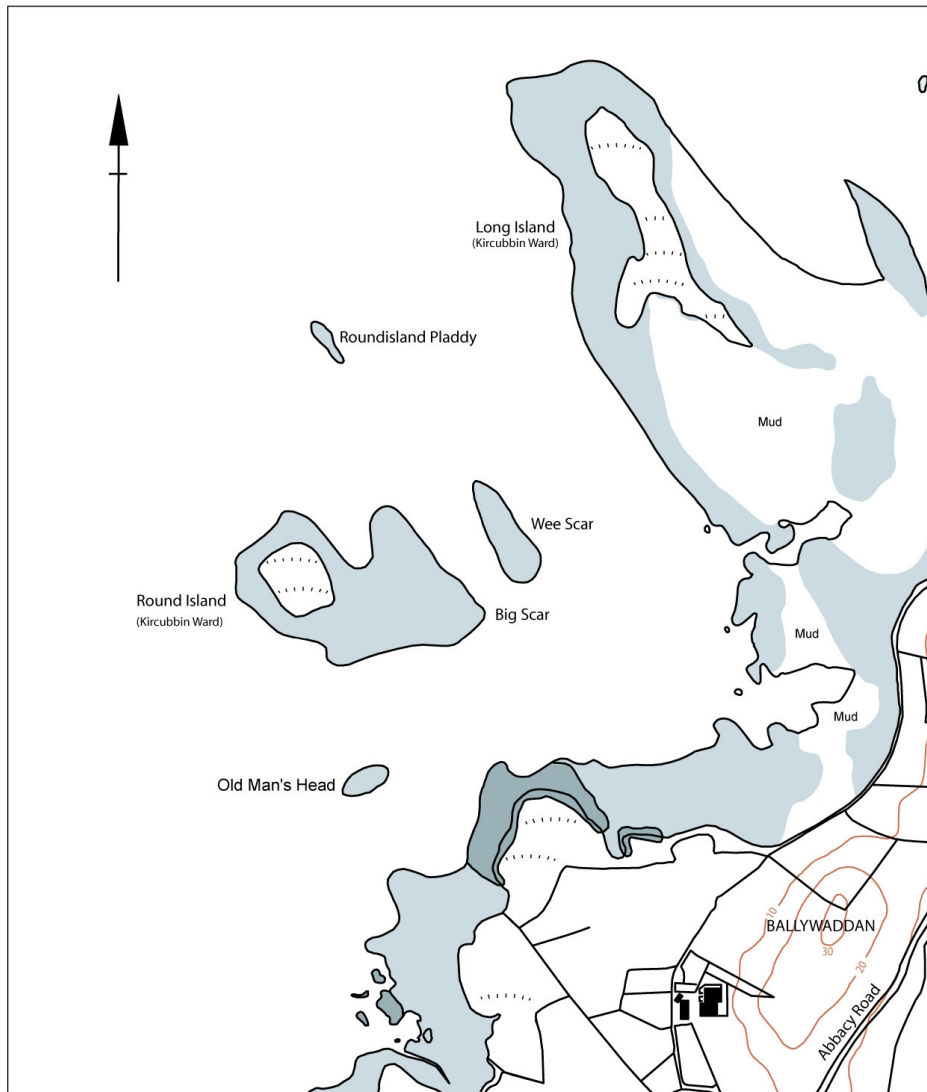 Long Island
(Kircubbin Ward)
Roundisland Pladdy
Mud
Wee Scar
Round Island
(Kircubbin Ward)
Big Scar
Mud
Mud
Old Man's Head
10
BALLYWADDAN
30
20
Abbacy Road